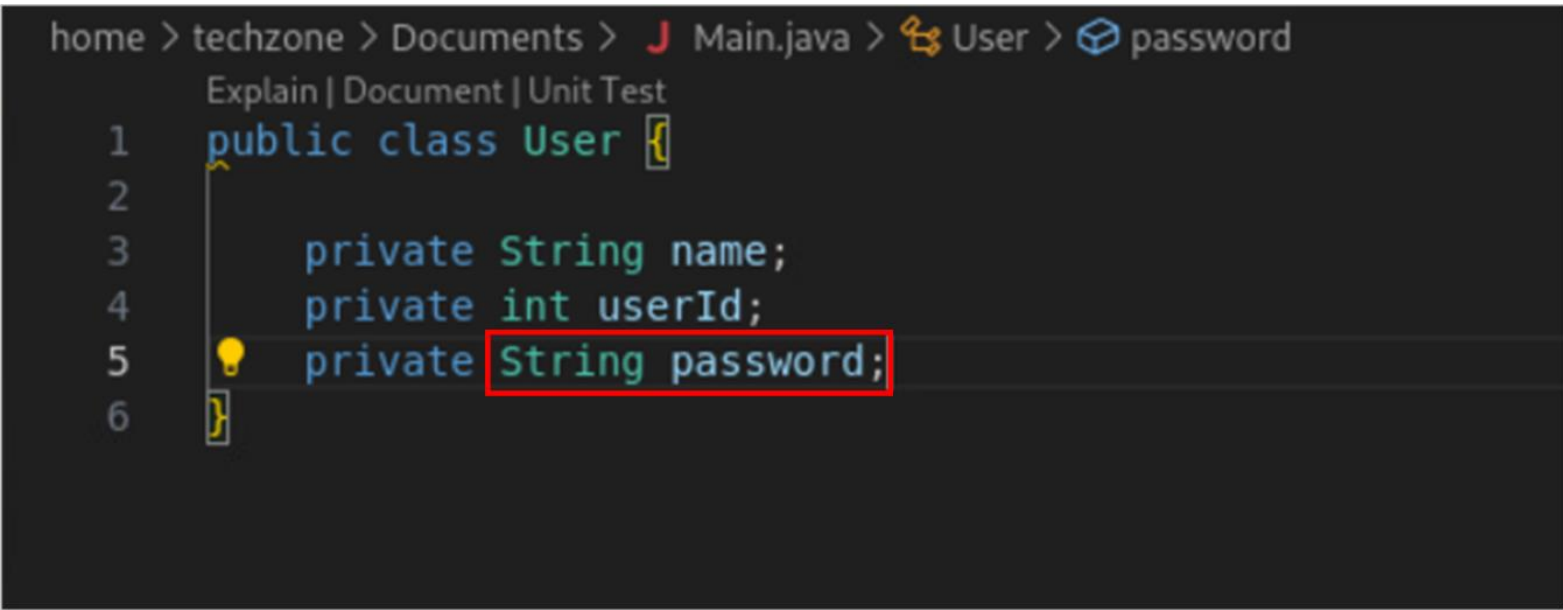 home > techzone > Documents > J Main.java > User > password
Explain | Document | Unit Test
1 public class User {
2
3 private String name;
4 private int userId;
5 private String password;
6 }